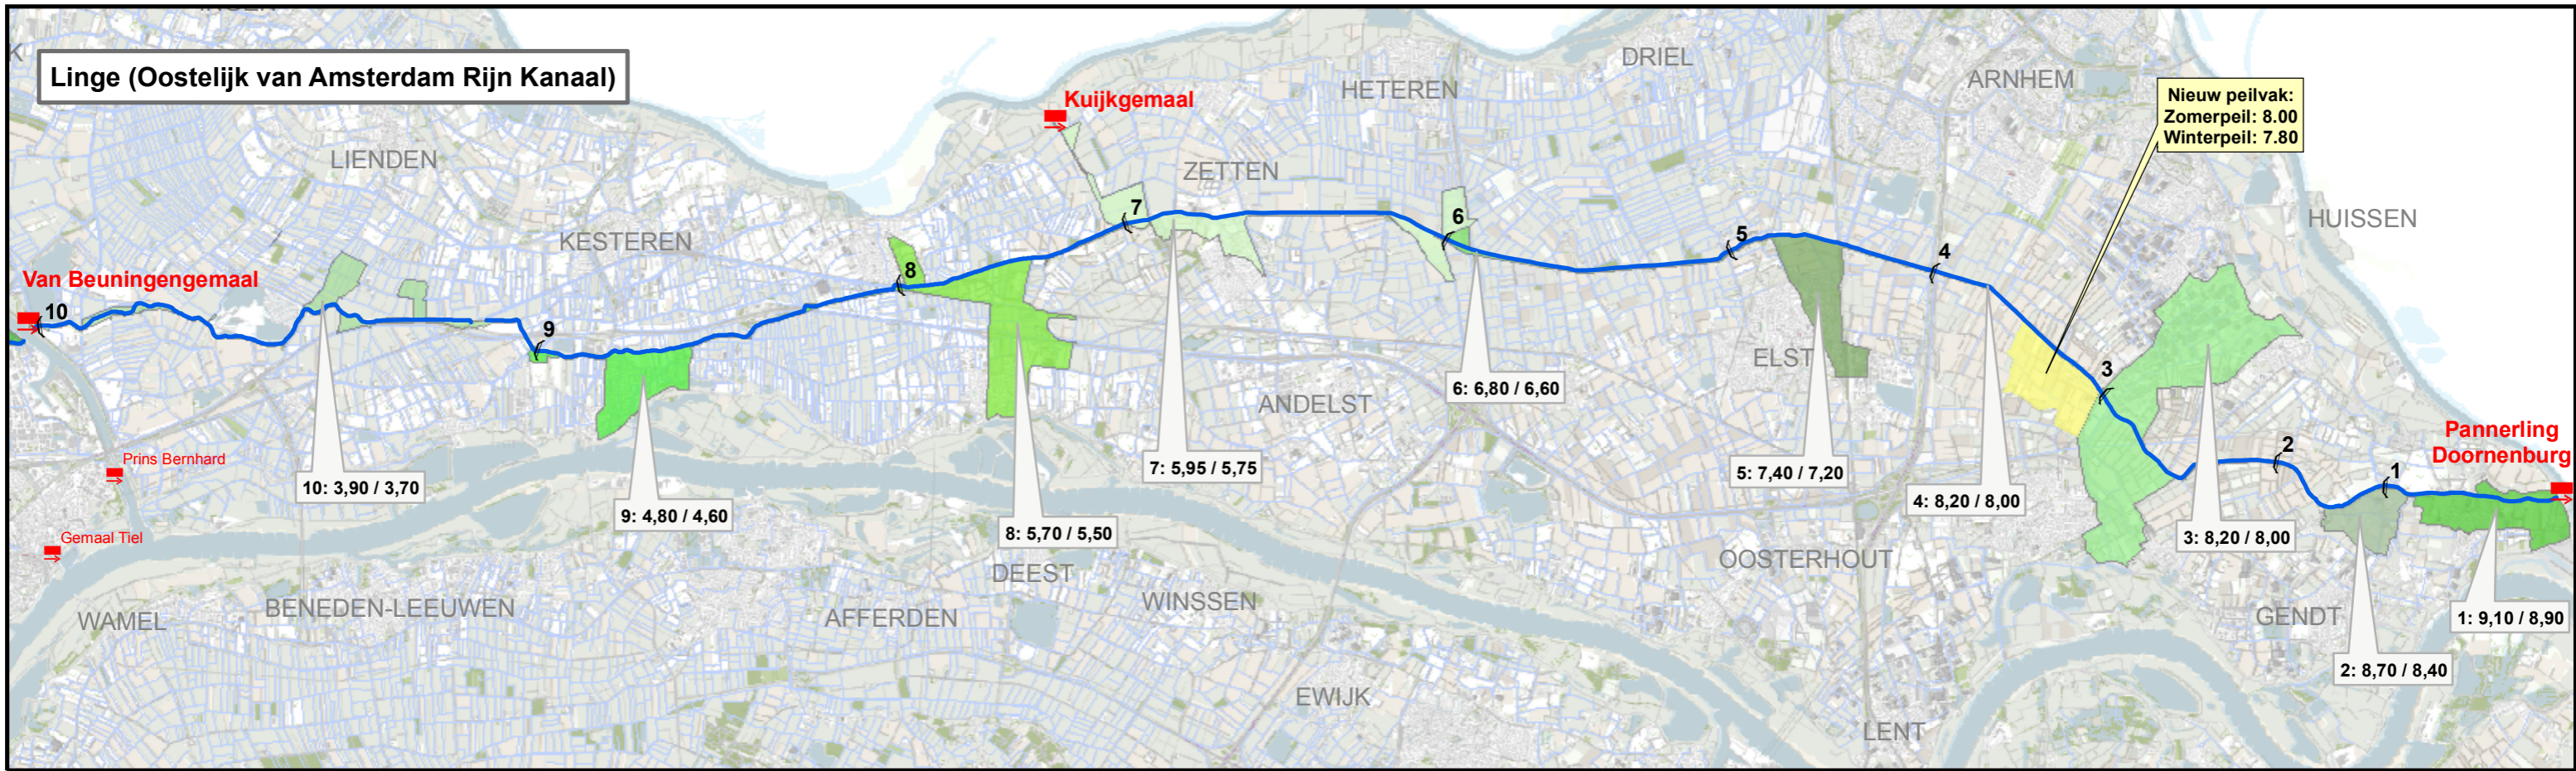 Linge (Oostelijk van Amsterdam Rijn Kanaal)
K
LIENDEN
KESTEREN
Van Beuningengemaal
10
9
8
7
6
5
4
3
2
1
Kuijkgemaal
ZETTEN
HETEREN
DRIEL
ARNHEM
Nieuw peilvak:
Zomerpeil: 8.00
Winterpeil: 7.80
HUISSEN
ELST
ANDELST
Pannerling
Doornenburg
Prins Bernhard
Gemaal Tiel
10: 3,90 / 3,70
9: 4,80 / 4,60
8: 5,70 / 5,50
7: 5,95 / 5,75
6: 6,80 / 6,60
5: 7,40 / 7,20
4: 8,20 / 8,00
3: 8,20 / 8,00
2: 8,70 / 8,40
1: 9,10 / 8,90
WAMEL
BENEDEN-LEEUWEN
AFFERDEN
DEEST
WINSSEN
EWIJK
OOSTERHOUT
LENT
GENDT